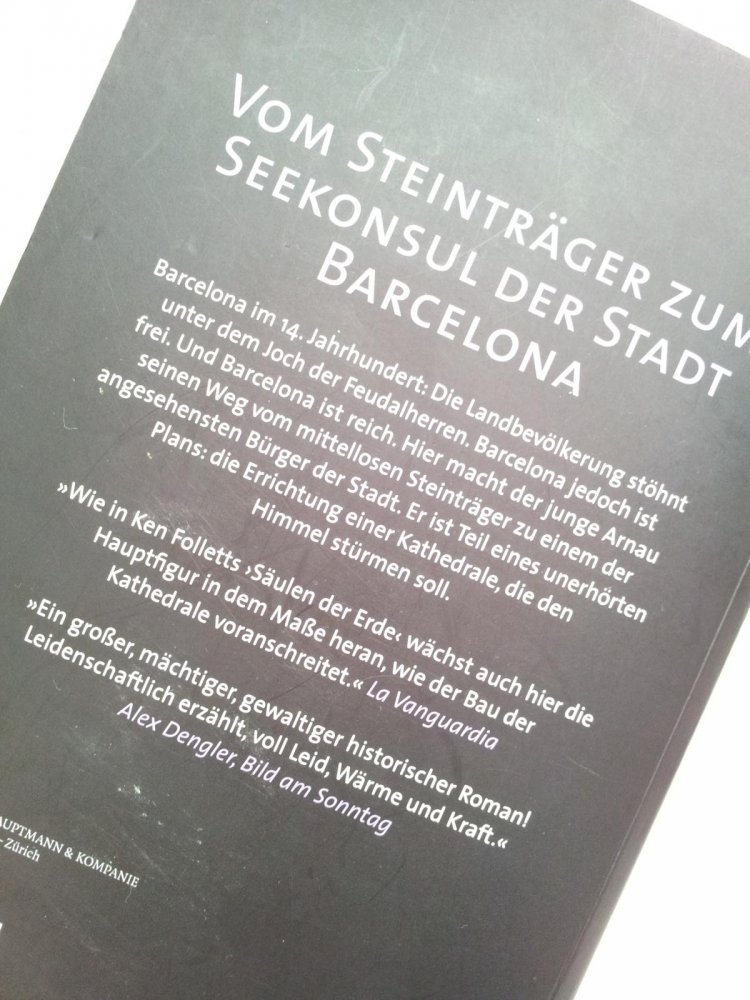 VOM STEINTRÄGER ZUM
SEEKONSUL DER STADT
BARCELONA
Barcelona im 14. Jahrhundert: Die Landbevölkerung stöhnt
unter dem Joch der Feudalherren. Barcelona jedoch ist
frei. Und Barcelona ist reich. Hier macht der junge Arnau
seinen Weg vom mittellosen Steinträger zu einem der
angesehensten Bürger der Stadt. Er ist Teil eines unerhörten
Plans: die Errichtung einer Kathedrale, die den
Himmel stürmen soll.
»Wie in Ken Folletts ›Säulen der Erde‹ wächst auch hier die
Hauptfigur in dem Maße heran, wie der Bau der
Kathedrale voranschreitet.« La Vanguardia
»Ein großer, mächtiger, gewaltiger historischer Roman!
Leidenschaftlich erzählt, voll Leid, Wärme und Kraft.«
Alex Dengler, Bild am Sonntag
& KOMPANIE
- Zürich